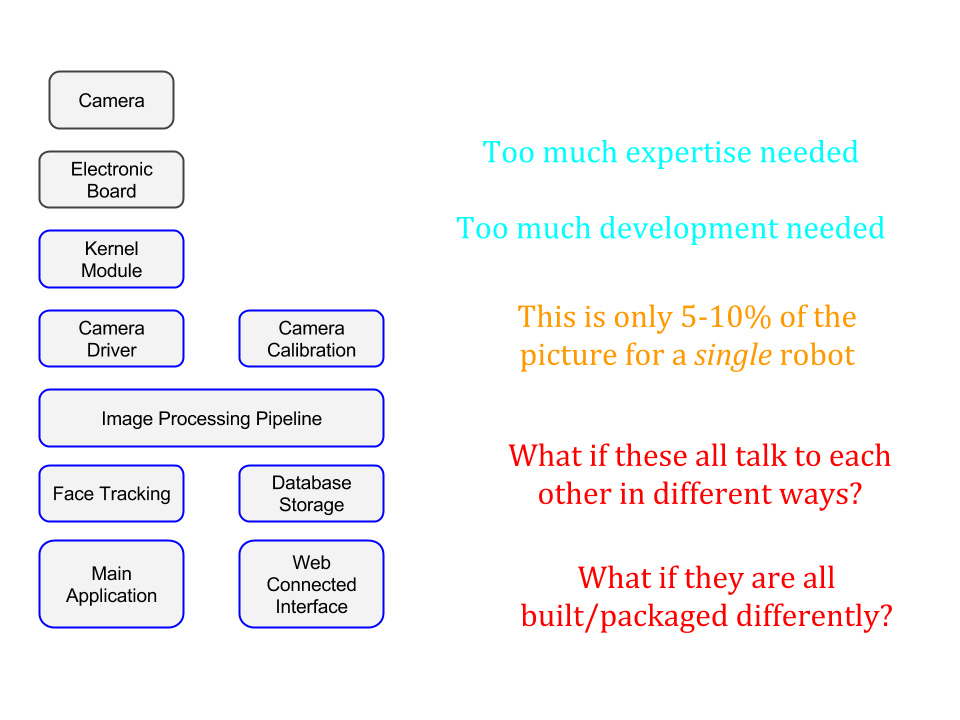 Camera
Electronic
Board
Kernel
Module
Camera
Driver
Camera
Calibration
Image Processing Pipeline
Face Tracking
Database
Storage
Main
Application
Web
Connected
Interface
Too much expertise needed
Too much development needed
This is only 5-10% of the
picture for a single robot
What if these all talk to each
other in different ways?
What if they are all
built/packaged differently?